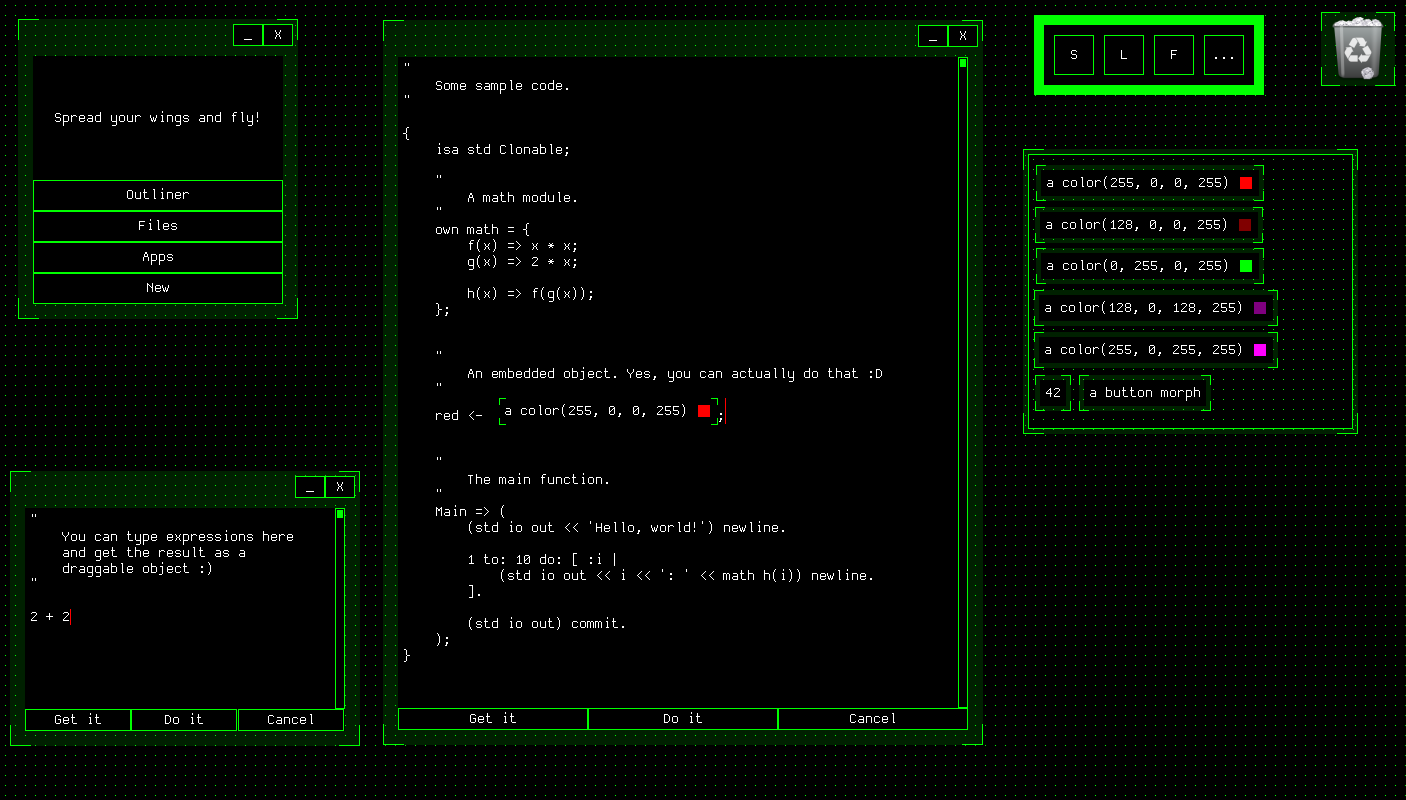 _ X
Spread your wings and fly!
Outliner
Files
Apps
New
_ X
"
You can type expressions here
and get the result as a
draggable object :)
"
2 + 2
Get it Do it Cancel
_ X
"
Some sample code.
"
{
isa std Clonable;
"
A math module.
"
own math = {
f(x) => x * x;
g(x) => 2 * x;
h(x) => f(g(x));
};
"
An embedded object. Yes, you can actually do that :D
"
red <- a color(255, 0, 0, 255) ;
"
The main function.
"
Main => (
(std io out << 'Hello, world!') newline.
1 to: 10 do: [ :i |
(std io out << i << ': ' << math h(i)) newline.
].
(std io out) commit.
);
}
Get it Do it Cancel
S L F ...
a color(255, 0, 0, 255)
a color(128, 0, 0, 255)
a color(0, 255, 0, 255)
a color(128, 0, 128, 255)
a color(255, 0, 255, 255)
42 a button morph